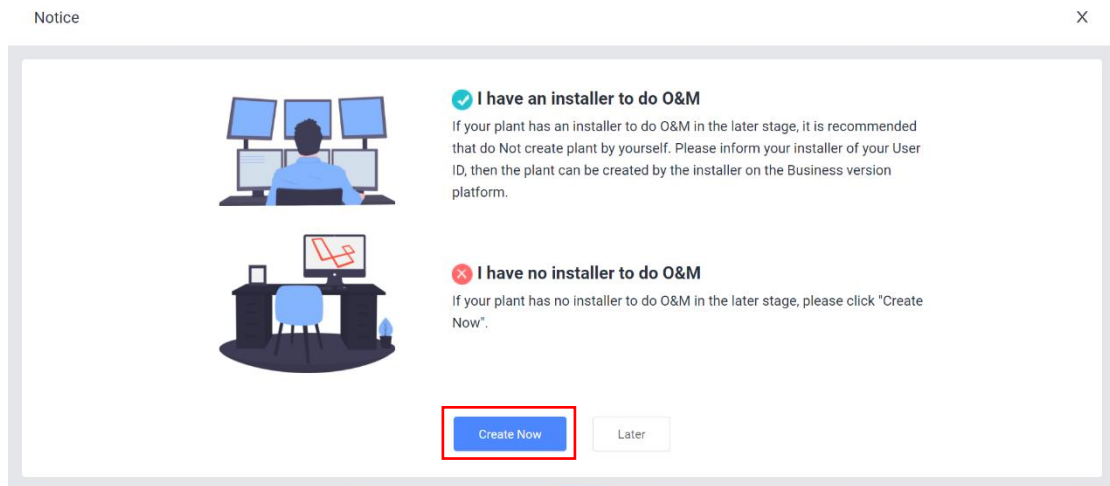 Notice
X
I have an installer to do O&M
If your plant has an installer to do O&M in the later stage, it is recommended
that do Not create plant by yourself. Please inform your installer of your User
ID, then the plant can be created by the installer on the Business version
platform.
I have no installer to do O&M
If your plant has no installer to do O&M in the later stage, please click "Create
Now".
Create Now
Later